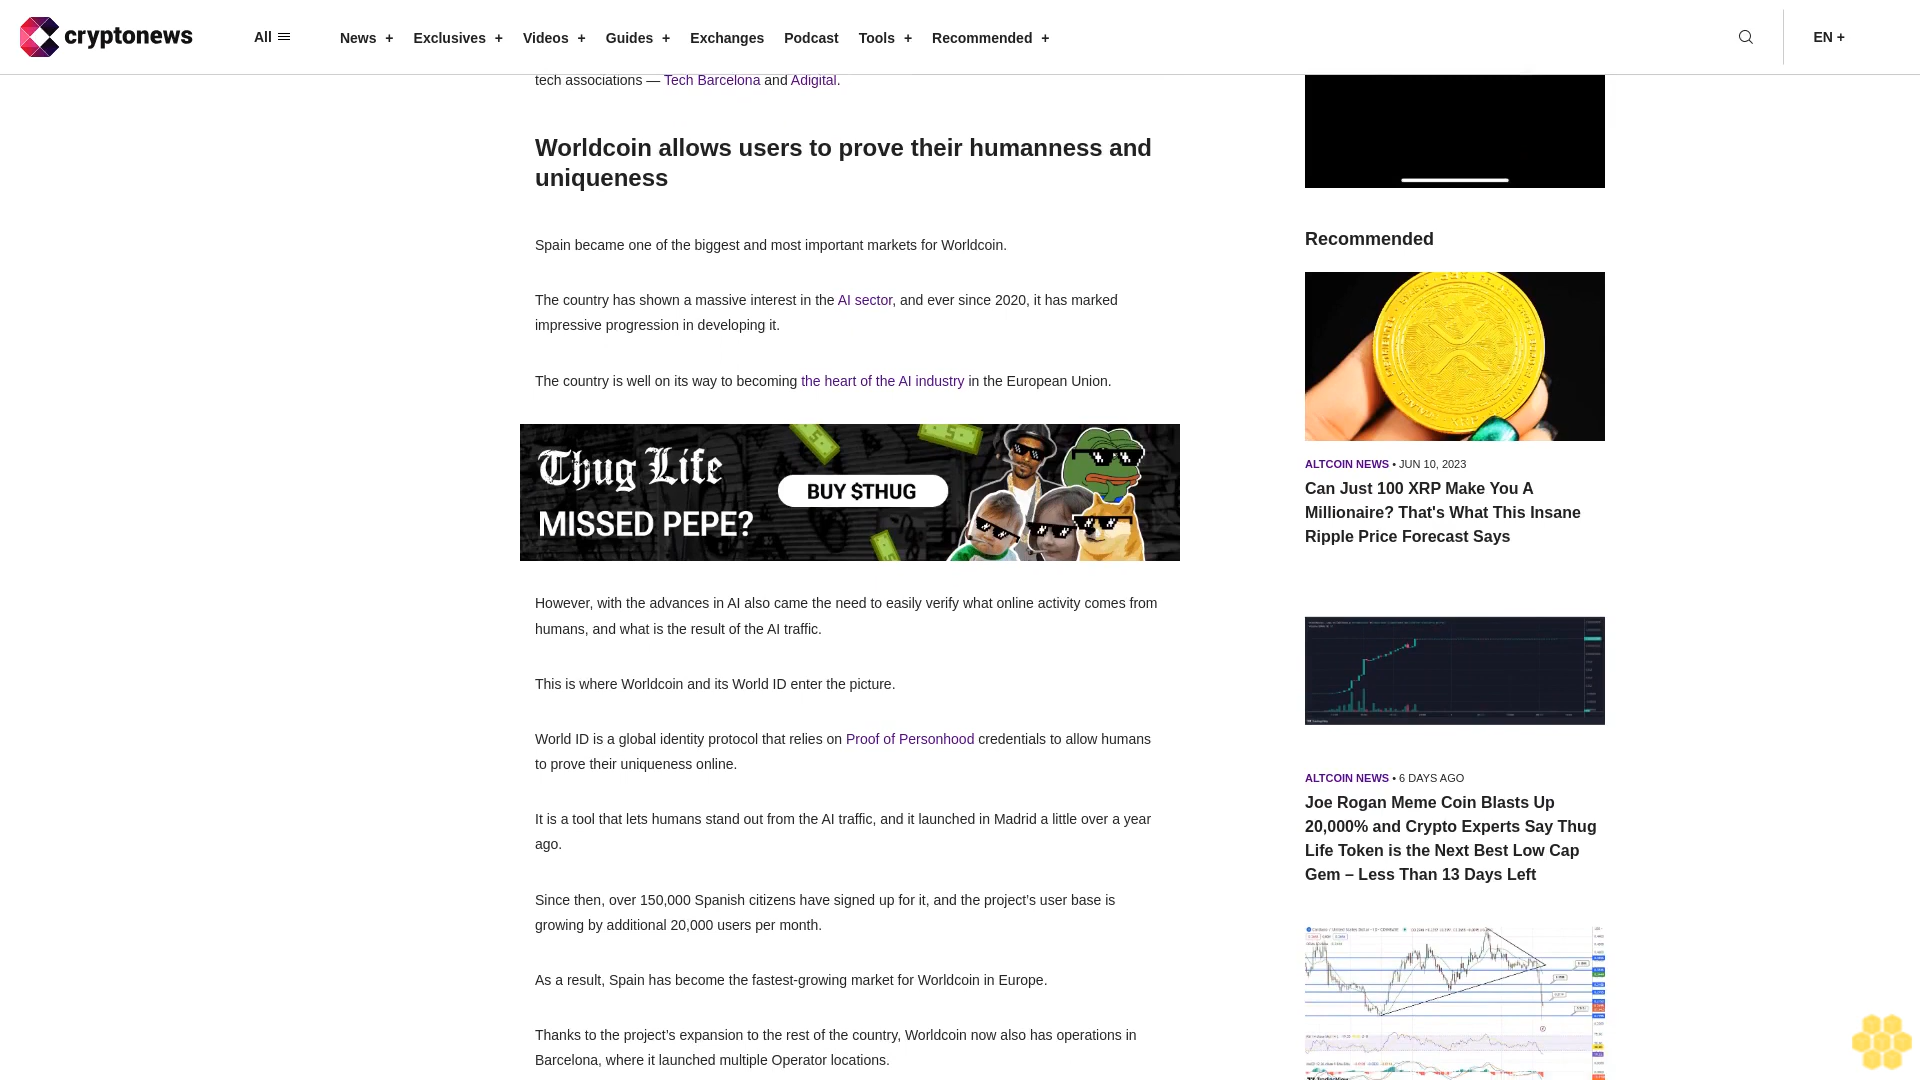 cryptonews
All
News +
Exclusives +
Videos +
Guides +
Exchanges
Podcast
Tools +
Recommended +
EN +
tech associations — Tech Barcelona and Adigital.
Worldcoin allows users to prove their humanness and
uniqueness
Spain became one of the biggest and most important markets for Worldcoin.
The country has shown a massive interest in the AI sector, and ever since 2020, it has marked
impressive progression in developing it.
The country is well on its way to becoming the heart of the AI industry in the European Union.
Thug Life
MISSED PEPE?
BUY $THUG
However, with the advances in AI also came the need to easily verify what online activity comes from
humans, and what is the result of the AI traffic.
This is where Worldcoin and its World ID enter the picture.
World ID is a global identity protocol that relies on Proof of Personhood credentials to allow humans
to prove their uniqueness online.
It is a tool that lets humans stand out from the AI traffic, and it launched in Madrid a little over a year
ago.
Since then, over 150,000 Spanish citizens have signed up for it, and the project's user base is
growing by additional 20,000 users per month.
As a result, Spain has become the fastest-growing market for Worldcoin in Europe.
Thanks to the project's expansion to the rest of the country, Worldcoin now also has operations in
Barcelona, where it launched multiple Operator locations.
Recommended
ALTCOIN NEWS • JUN 10, 2023
Can Just 100 XRP Make You A
Millionaire? That's What This Insane
Ripple Price Forecast Says
ALTCOIN NEWS • 6 DAYS AGO
Joe Rogan Meme Coin Blasts Up
20,000% and Crypto Experts Say Thug
Life Token is the Next Best Low Cap
Gem – Less Than 13 Days Left